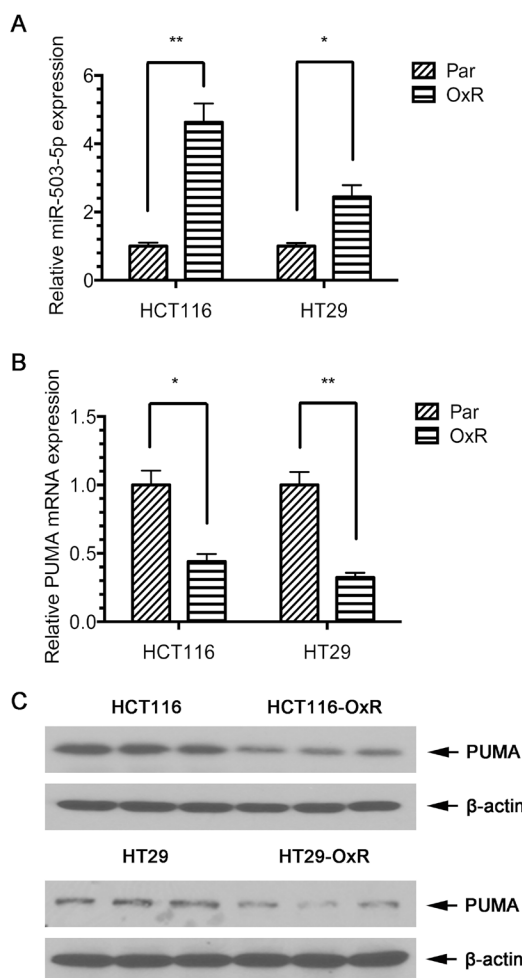 A
**
*
6
4
2
0
Relative miR-503-5p expression
HCT116
HT29
Par
OxR
B
*
**
1.5
1.0
0.5
0.0
Relative PUMA mRNA expression
HCT116
HT29
Par
OxR
C
HCT116 HCT116-OxR
PUMA
β-actin
HT29 HT29-OxR
PUMA
β-actin